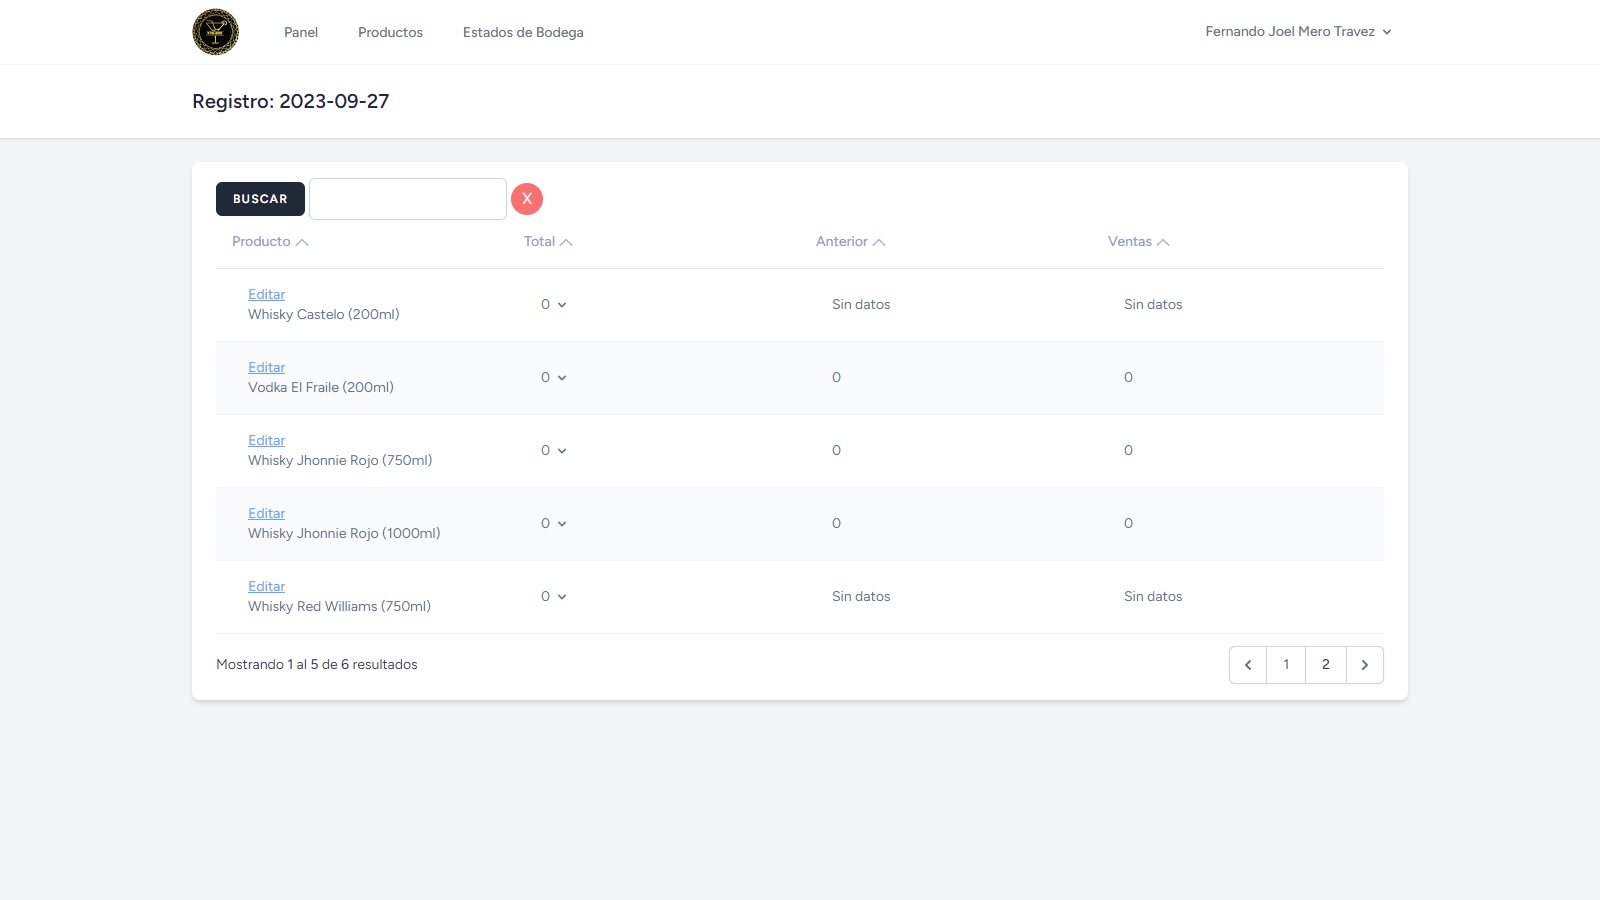 Panel
Productos
Estados de Bodega
Fernando Joel Mero Travez
Registro: 2023-09-27
BUSCAR
X
Producto
Total
Anterior
Ventas
Editar
Whisky Castelo (200ml)
0
Sin datos
Sin datos
Editar
Vodka El Fraile (200ml)
0
0
0
Editar
Whisky Jhonnie Rojo (750ml)
0
0
0
Editar
Whisky Jhonnie Rojo (1000ml)
0
0
0
Editar
Whisky Red Williams (750ml)
0
Sin datos
Sin datos
Mostrando 1 al 5 de 6 resultados
1
2